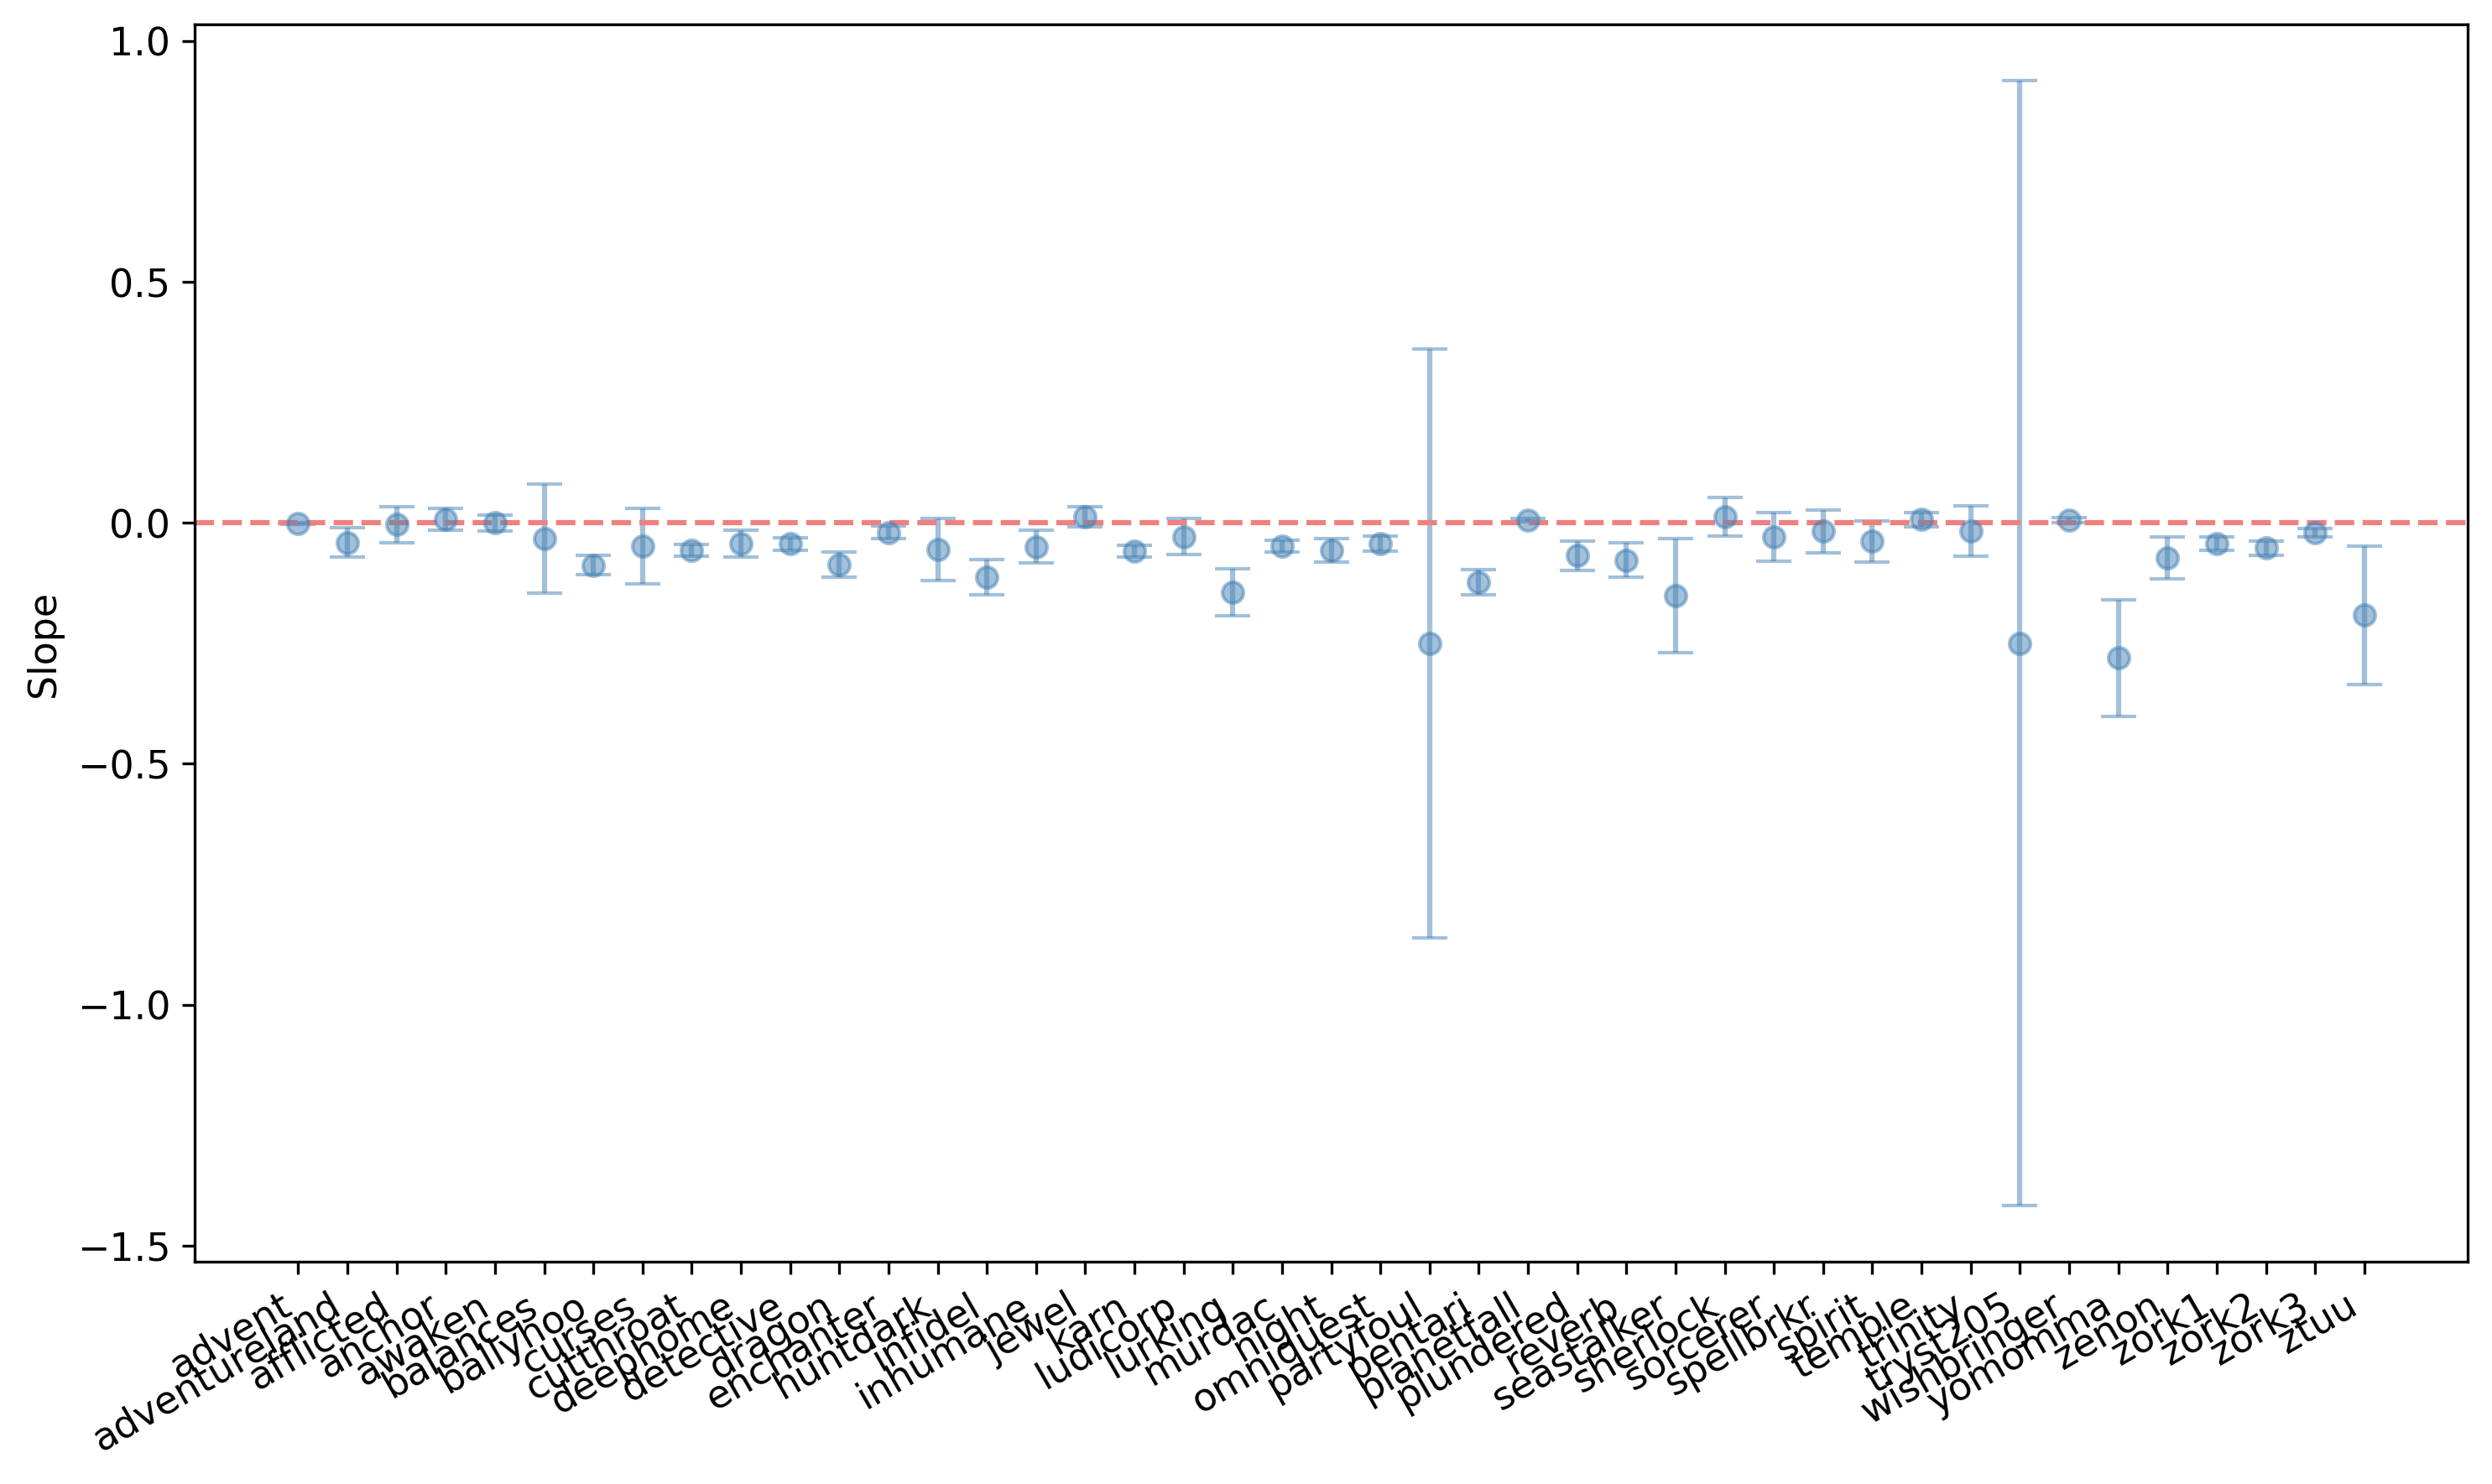 1.0
0.5
0.0
−0.5
−1.0
−1.5
Slope
advent
adventureland
afflicted
anchor
awaken
balances
ballyhoo
curses
cutthroat
deephome
detective
dragon
enchanter
huntdark
infidel
inhumane
jewel
karn
ludicorp
lurking
murdac
night
omniquest
partyfoul
pentari
planetfall
plundered
reverb
seastalker
sherlock
sorcerer
spellbrkr
spirit
temple
trinity
tryst205
wishbringer
yomomma
zenon
zork1
zork2
zork3
ztuu